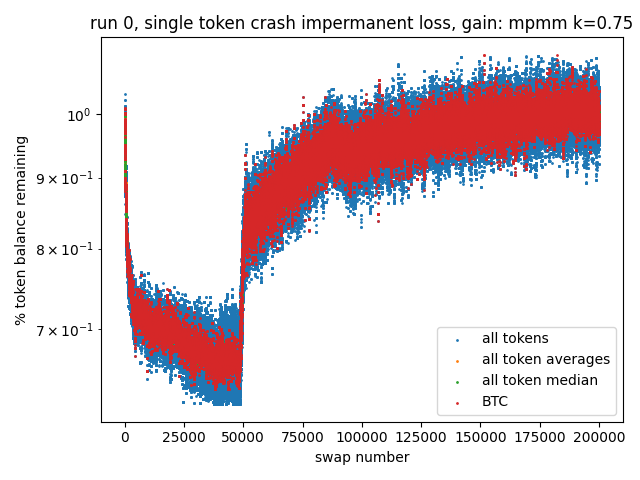 run 0, single token crash impermanent loss, gain: mpmm k=0.75
% token balance remaining
10⁰
9 × 10⁻¹
8 × 10⁻¹
7 × 10⁻¹
all tokens
all token averages
all token median
BTC
0 25000 50000 75000 100000 125000 150000 175000 200000
swap number